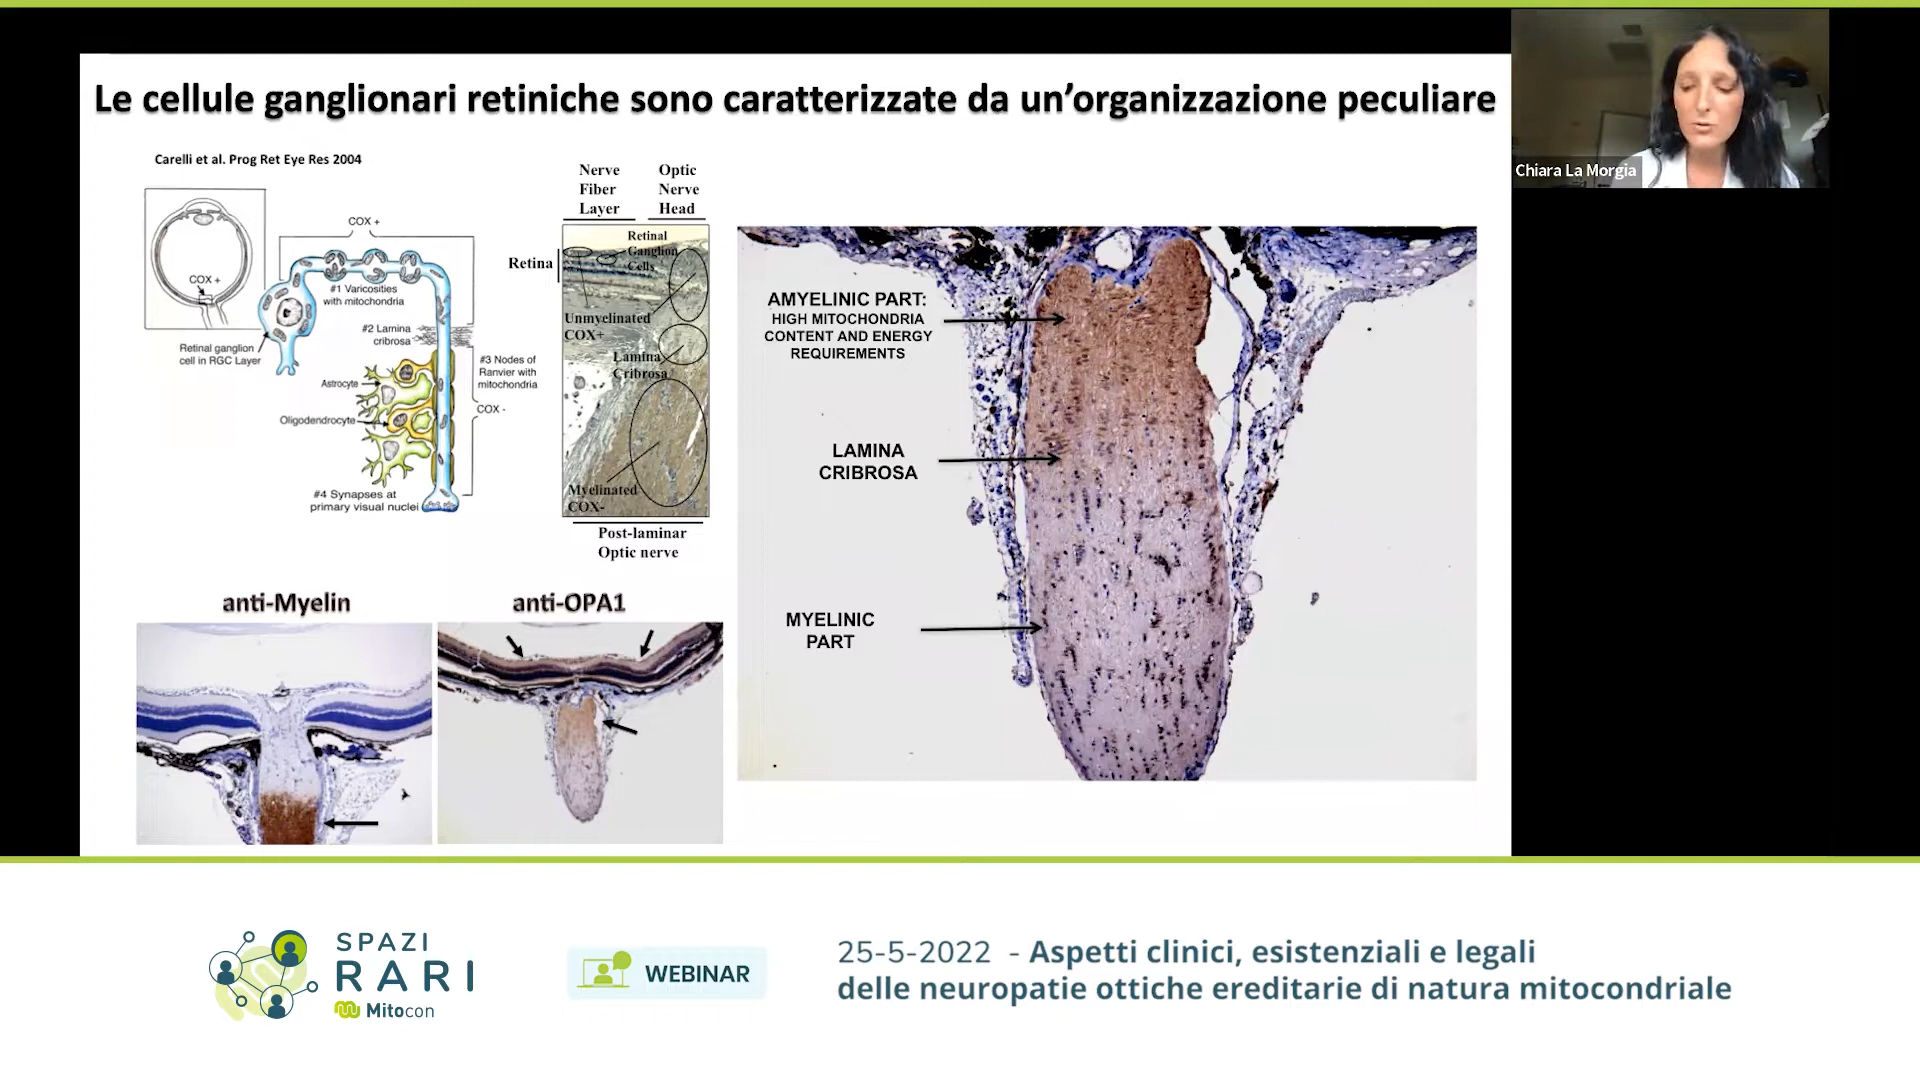 Le cellule ganglionari retiniche sono caratterizzate da un'organizzazione peculiare
Chiara La Morgia
Carelli et al. Prog Ret Eye Res 2004
COX +
COX +
#1 Varicosities
with mitochondria
#2 Lamina
cribrosa
Retinal ganglion
cell in RGC Layer
#3 Nodes of
Ranvier with
mitochondria
Astrocyte
COX -
Oligodendrocyte
#4 Synapses at
primary visual nuclei
Nerve
Fiber
Layer
Optic
Nerve
Head
Retina
Retinal
Ganglion
Cells
Unmyelinated
COX+
Lamina
Cribrosa
Myelinated
COX-
Post-laminar
Optic nerve
AMYELINIC PART:
HIGH MITOCHONDRIA
CONTENT AND ENERGY
REQUIREMENTS
LAMINA
CRIBROSA
MYELINIC
PART
anti-Myelin
anti-OPA1
SPAZI
RARI
Mitocon
WEBINAR
25-5-2022 - Aspetti clinici, esistenziali e legali
delle neuropatie ottiche ereditarie di natura mitocondriale